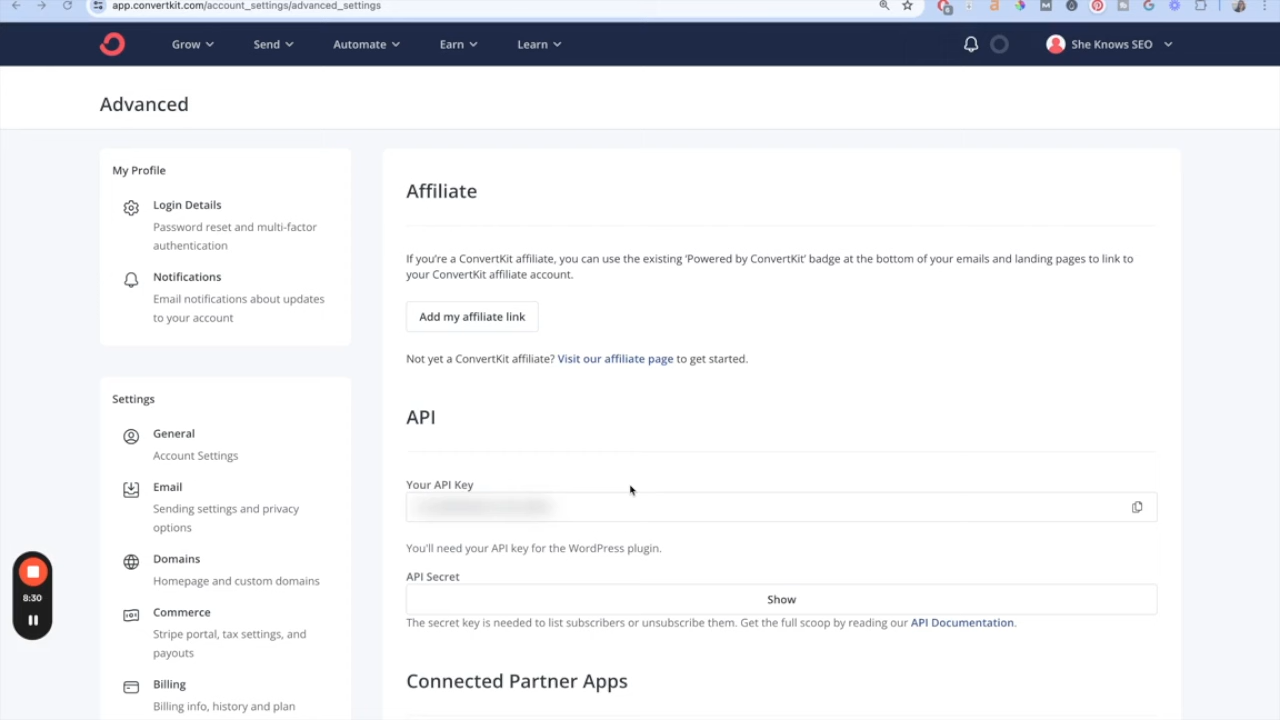 app.convertkit.com/account_settings/advanced_settings
Grow
Send
Automate
Earn
Learn
She Knows SEO
Advanced
My Profile
Login Details
Password reset and multi-factor
authentication
Notifications
Email notifications about updates
to your account
Settings
General
Account Settings
Email
Sending settings and privacy
options
Domains
Homepage and custom domains
Commerce
Stripe portal, tax settings, and
payouts
Billing
Billing info, history and plan
8:30
Affiliate
If you're a ConvertKit affiliate, you can use the existing 'Powered by ConvertKit' badge at the bottom of your emails and landing pages to link to
your ConvertKit affiliate account.
Add my affiliate link
Not yet a ConvertKit affiliate? Visit our affiliate page to get started.
API
Your API Key
You'll need your API key for the WordPress plugin.
API Secret
Show
The secret key is needed to list subscribers or unsubscribe them. Get the full scoop by reading our API Documentation.
Connected Partner Apps